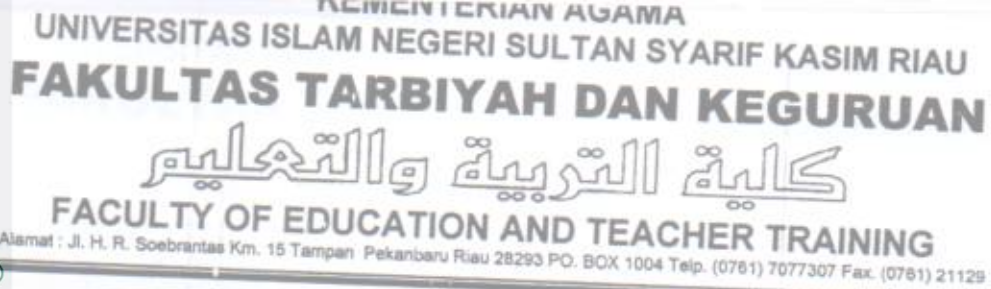 KEMENTERIAN AGAMA
UNIVERSITAS ISLAM NEGERI SULTAN SYARIF KASIM RIAU
FAKULTAS TARBIYAH DAN KEGURUAN
كلية التربية والتعليم
FACULTY OF EDUCATION AND TEACHER TRAINING
Alamat : Jl. H. R. Soebrantas Km. 15 Tampan Pekanbaru Riau 28293 PO. BOX 1004 Telp. (0761) 7077307 Fax. (0761) 21129